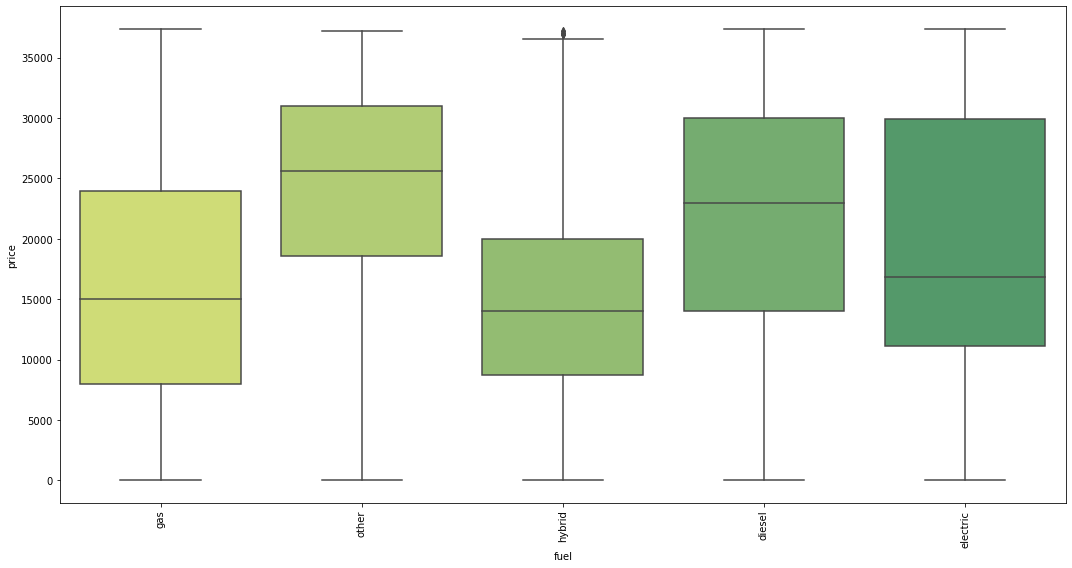 35000
30000
25000
20000
15000
10000
5000
0
price
gas
other
hybrid
diesel
electric
fuel